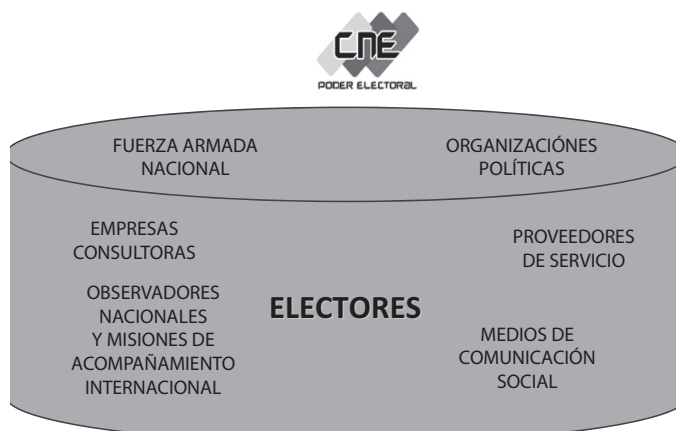 CNE
PODER ELECTORAL
FUERZA ARMADA
NACIONAL
ORGANIZACIÓNES
POLÍTICAS
EMPRESAS
CONSULTORAS
PROVEEDORES
DE SERVICIO
OBSERVADORES
NACIONALES
Y MISIONES DE
ACOMPAÑAMIENTO
INTERNACIONAL
ELECTORES
MEDIOS DE
COMUNICACIÓN
SOCIAL